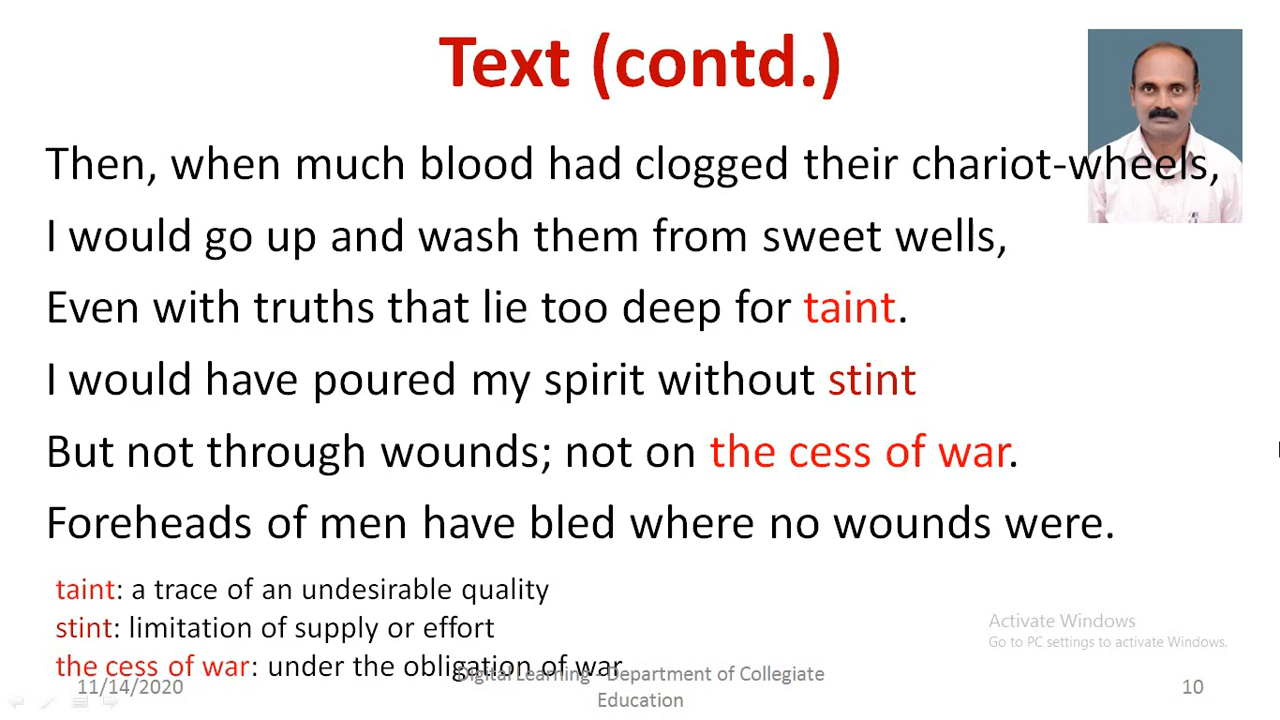 Text (contd.)
Then, when much blood had clogged their chariot-wheels,
I would go up and wash them from sweet wells,
Even with truths that lie too deep for taint.
I would have poured my spirit without stint
But not through wounds; not on the cess of war.
Foreheads of men have bled where no wounds were.
taint: a trace of an undesirable quality
stint: limitation of supply or effort
the cess of war: under the obligation of war
Activate Windows
Go to PC settings to activate Windows.
11/14/2020
Digital Learning - Department of Collegiate
Education
10